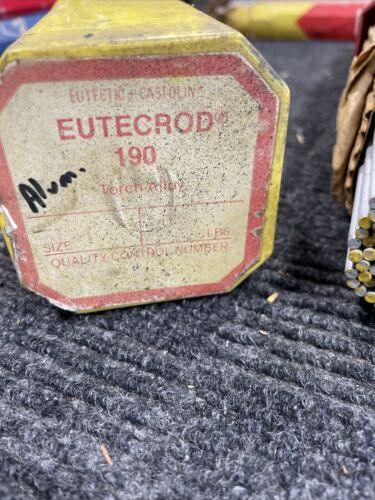 EUTECTIC + CASTOLIN
EUTECROD®
190
Alum.
Torch Alloy
SIZE LBS
QUALITY CONTROL NUMBER